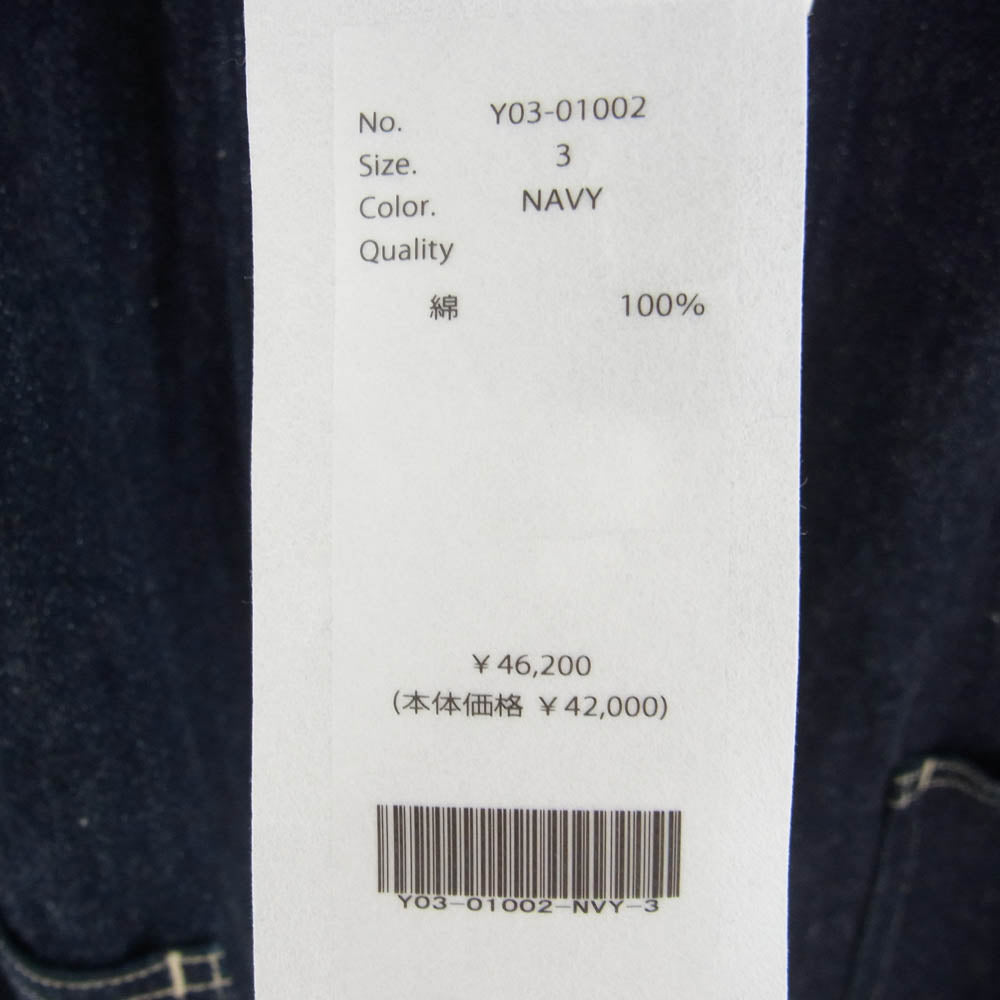 No. Y03-01002
Size. 3
Color. NAVY
Quality
綿 100%
¥ 46,200
(本体価格 ¥ 42,000)
Y03-01002-NVY-3